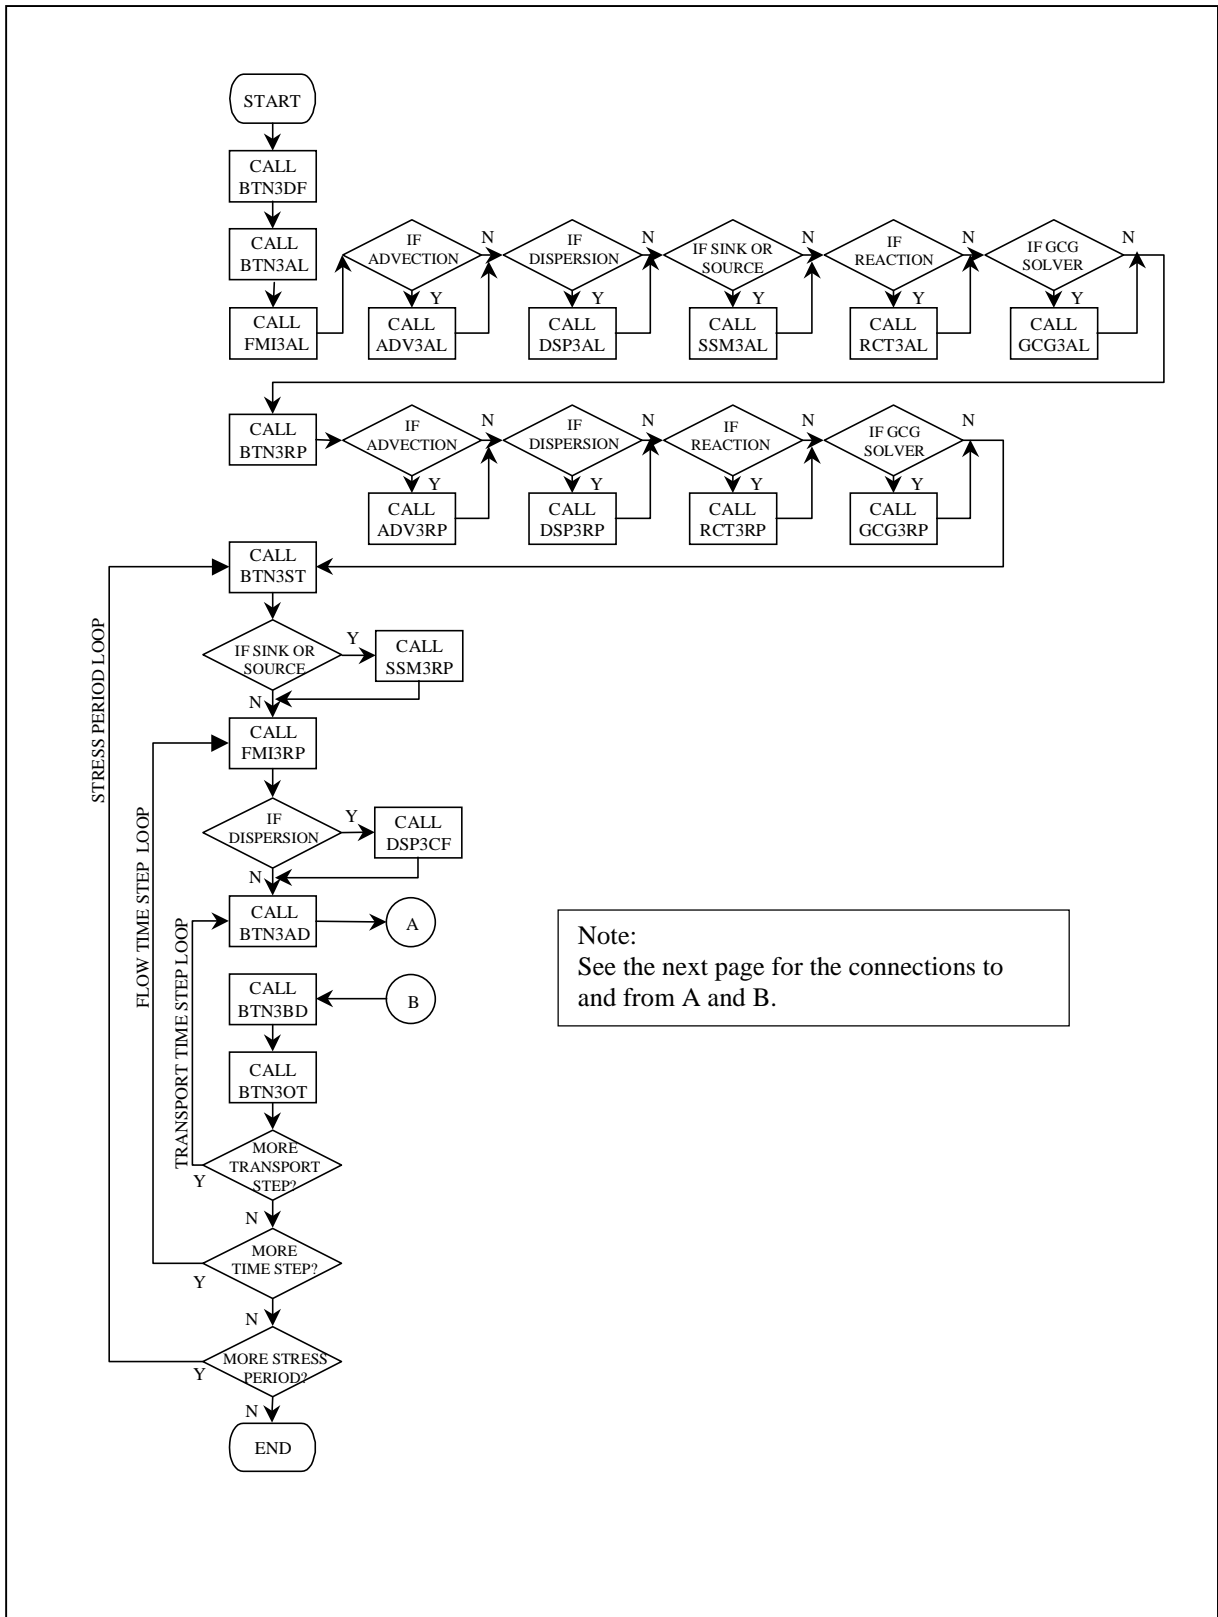 START
CALL
BTN3DF
CALL
BTN3AL
CALL
FMI3AL
IF
ADVECTION
N
Y
CALL
ADV3AL
IF
DISPERSION
N
Y
CALL
DSP3AL
IF SINK OR
SOURCE
N
Y
CALL
SSM3AL
IF
REACTION
N
Y
CALL
RCT3AL
IF GCG
SOLVER
N
Y
CALL
GCG3AL
CALL
BTN3RP
IF
ADVECTION
N
Y
CALL
ADV3RP
IF
DISPERSION
N
Y
CALL
DSP3RP
IF
REACTION
N
Y
CALL
RCT3RP
IF GCG
SOLVER
N
Y
CALL
GCG3RP
CALL
BTN3ST
IF SINK OR
SOURCE
Y
CALL
SSM3RP
N
CALL
FMI3RP
IF
DISPERSION
Y
CALL
DSP3CF
N
CALL
BTN3AD
A
CALL
BTN3BD
B
CALL
BTN3OT
MORE
TRANSPORT
STEP?
Y
N
MORE
TIME STEP?
Y
N
MORE STRESS
PERIOD?
Y
N
END
STRESS PERIOD LOOP
FLOW TIME STEP LOOP
TRANSPORT TIME STEP LOOP
Note:
See the next page for the connections to
and from A and B.